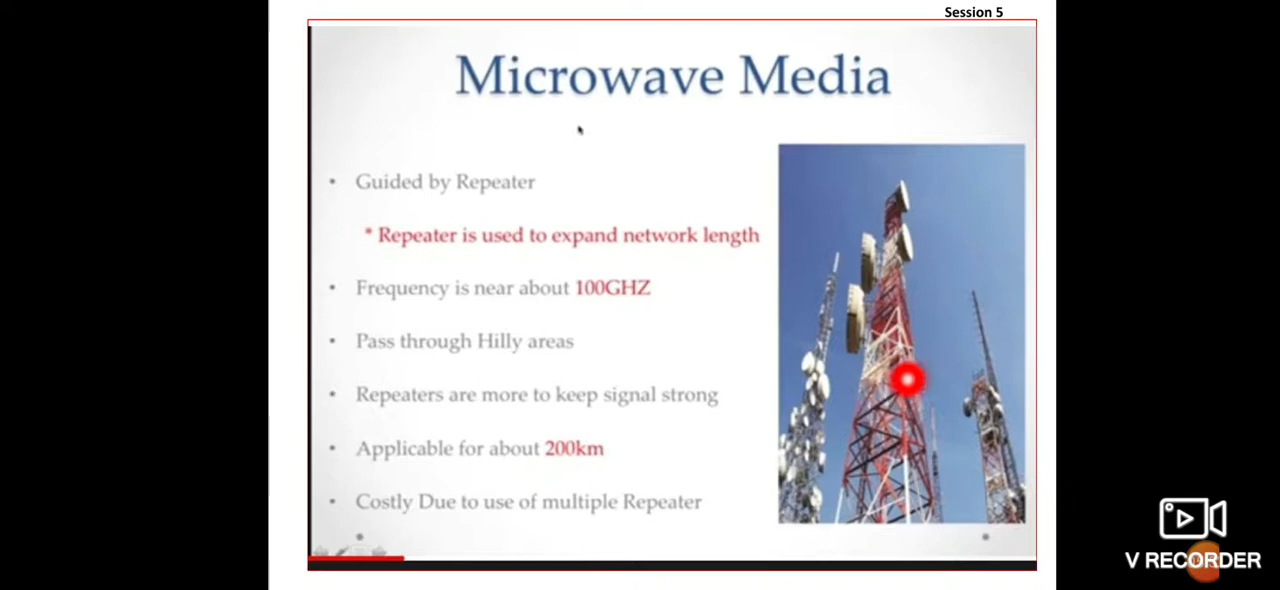 Session 5
Microwave Media
• Guided by Repeater
* Repeater is used to expand network length
• Frequency is near about 100GHZ
• Pass through Hilly areas
• Repeaters are more to keep signal strong
• Applicable for about 200km
• Costly Due to use of multiple Repeater
V RECORDER